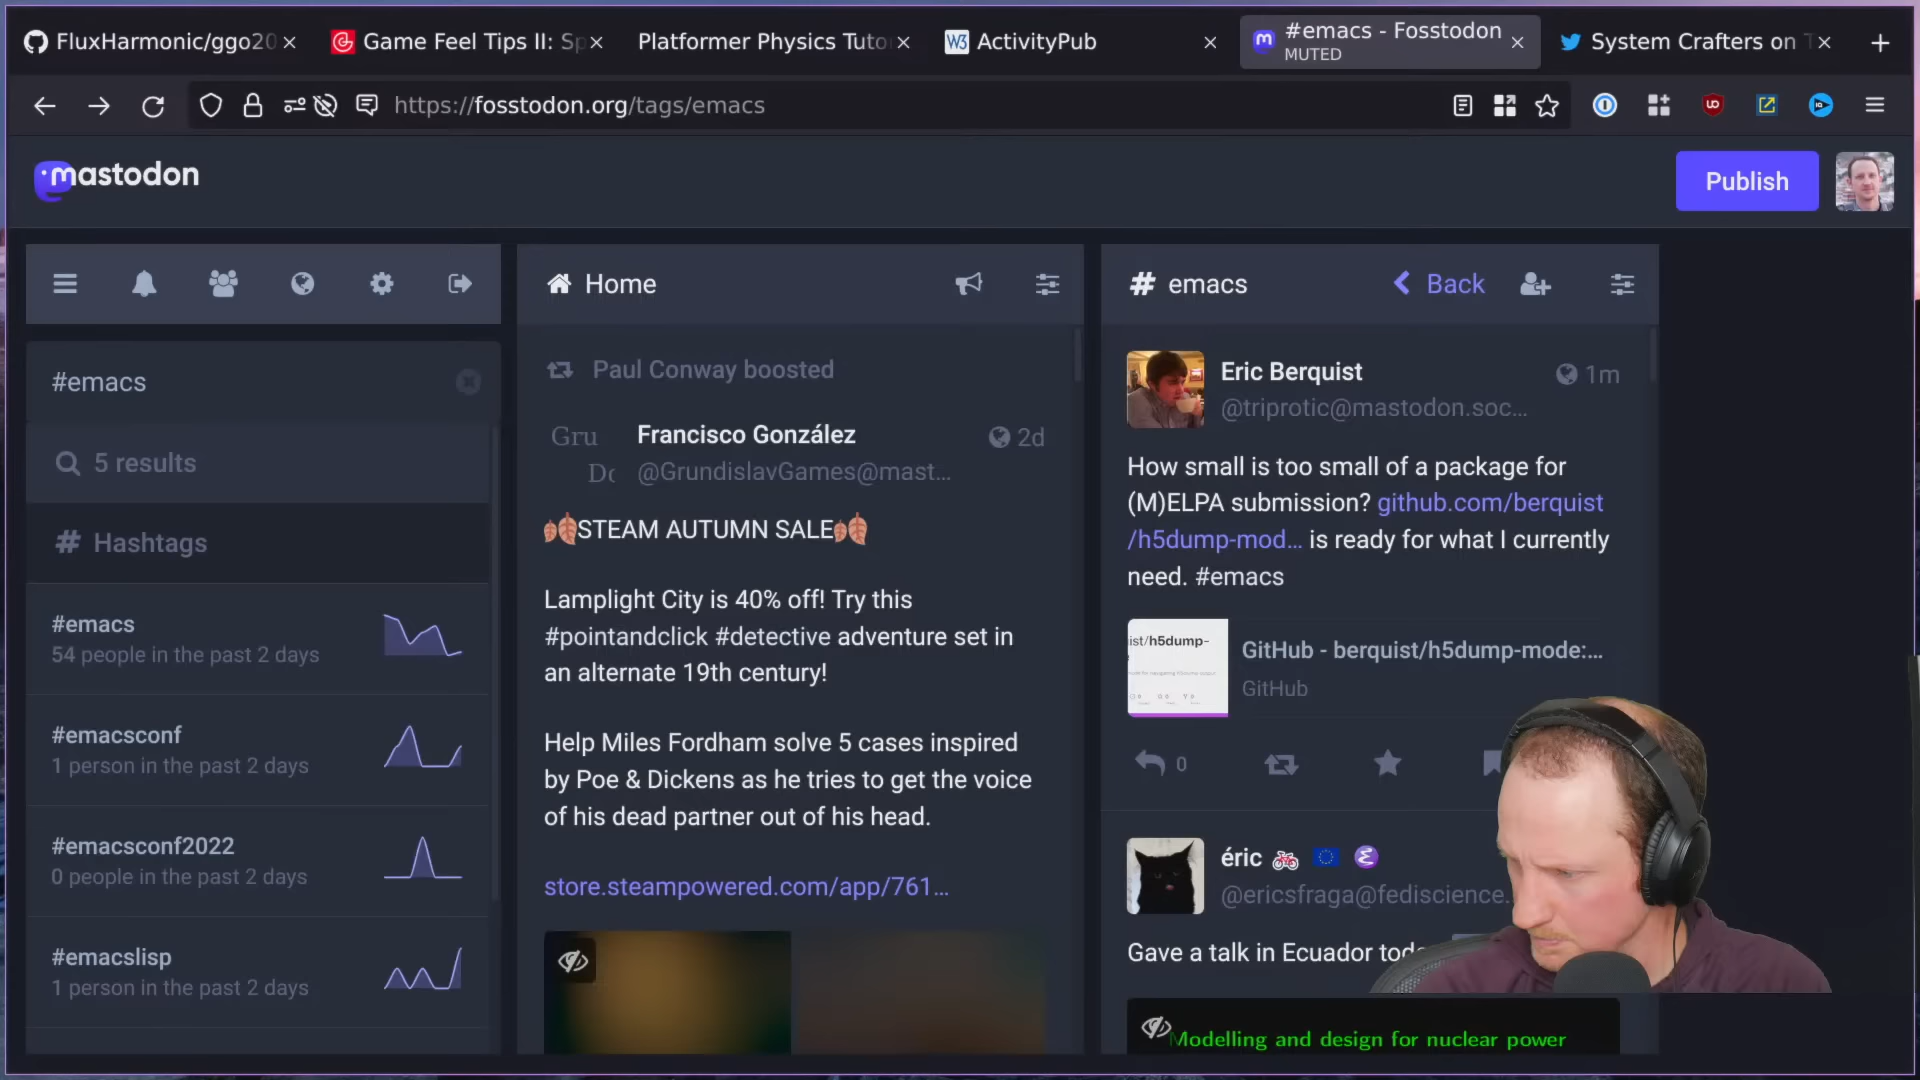 FluxHarmonic/ggo20
Game Feel Tips II: Sp
Platformer Physics Tuto
ActivityPub
#emacs - Fosstodon
MUTED
System Crafters on T
https://fosstodon.org/tags/emacs
mastodon
Publish
#emacs
5 results
Hashtags
#emacs
54 people in the past 2 days
#emacsconf
1 person in the past 2 days
#emacsconf2022
0 people in the past 2 days
#emacslisp
1 person in the past 2 days
Home
Paul Conway boosted
Gru
Do
Francisco González
2d
@GrundislavGames@mast...
STEAM AUTUMN SALE
Lamplight City is 40% off! Try this
#pointandclick #detective adventure set in
an alternate 19th century!
Help Miles Fordham solve 5 cases inspired
by Poe & Dickens as he tries to get the voice
of his dead partner out of his head.
store.steampowered.com/app/761...
# emacs
Back
Eric Berquist
1m
@triprotic@mastodon.soc...
How small is too small of a package for
(M)ELPA submission? github.com/berquist
/h5dump-mod... is ready for what I currently
need. #emacs
ist/h5dump-
GitHub - berquist/h5dump-mode:...
GitHub
0
éric
@ericsfraga@fediscience.
Gave a talk in Ecuador
Modelling and design for nuclear power